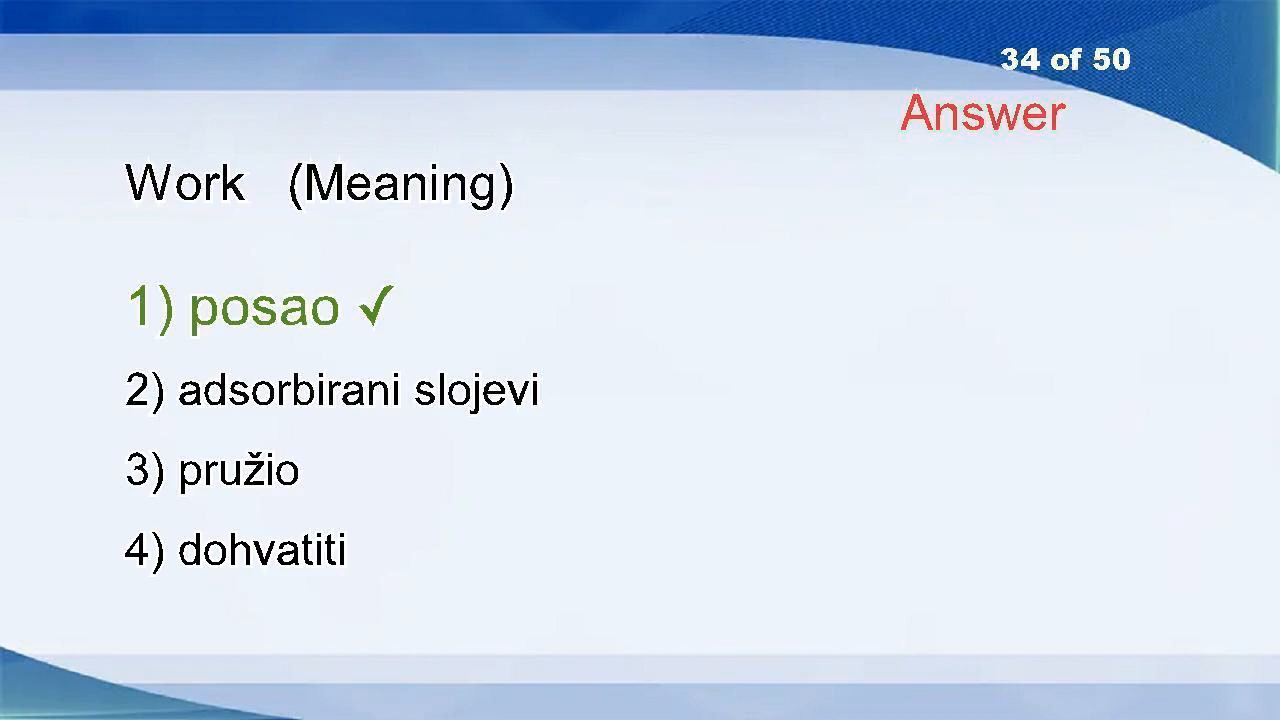 34 of 50
Answer
Work (Meaning)
1) posao ✓
2) adsorbirani slojevi
3) pružio
4) dohvatiti